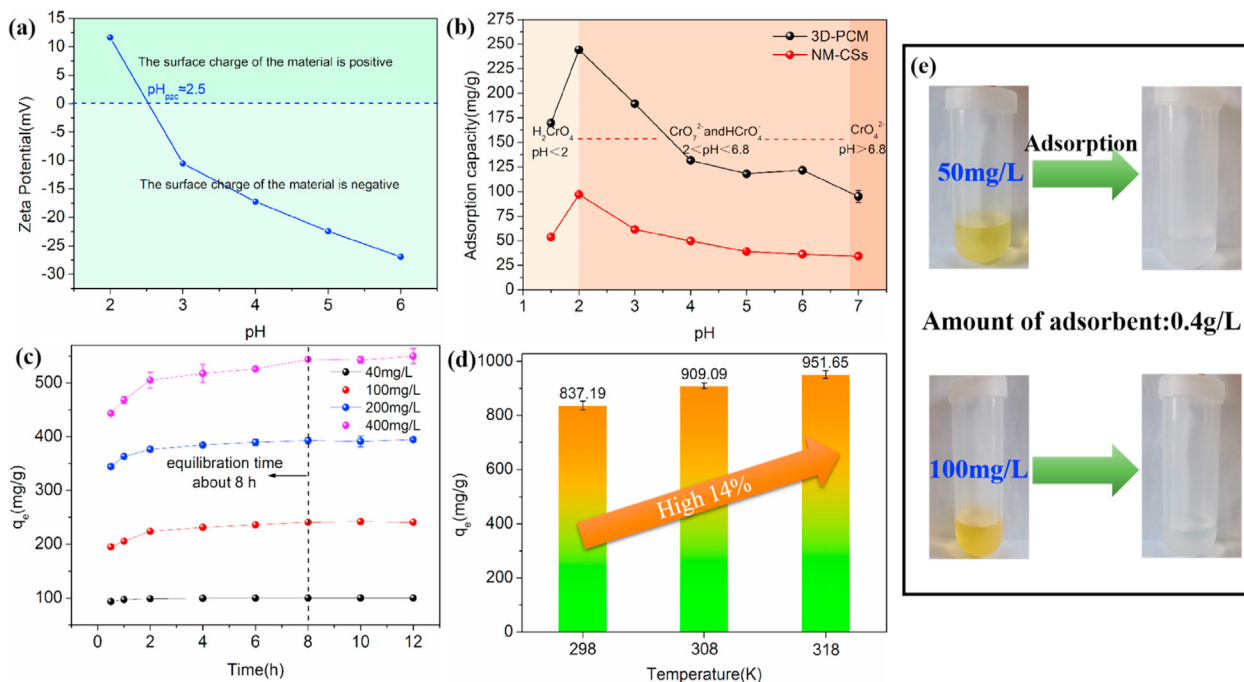 (a)
15
10
5
0
-5
-10
-15
-20
-25
-30
Zeta Potential(mV)
The surface charge of the material is positive
pHpzc≈2.5
The surface charge of the material is negative
2 3 4 5 6
pH
(b)
275
250
225
200
175
150
125
100
75
50
25
0
Adsorption capacity(mg/g)
3D-PCM
NM-CSs
H2CrO4
pH<2
CrO7^2- andHCrO4^-
2<pH<6.8
CrO4^2-
pH>6.8
1 2 3 4 5 6 7
pH
(c)
500
400
300
200
100
qe(mg/g)
40mg/L
100mg/L
200mg/L
400mg/L
equilibration time
about 8 h
0 2 4 6 8 10 12
Time(h)
(d)
1000
800
600
400
200
0
qe(mg/g)
837.19
909.09
951.65
High 14%
298 308 318
Temperature(K)
(e)
50mg/L
Adsorption
Amount of adsorbent:0.4g/L
100mg/L